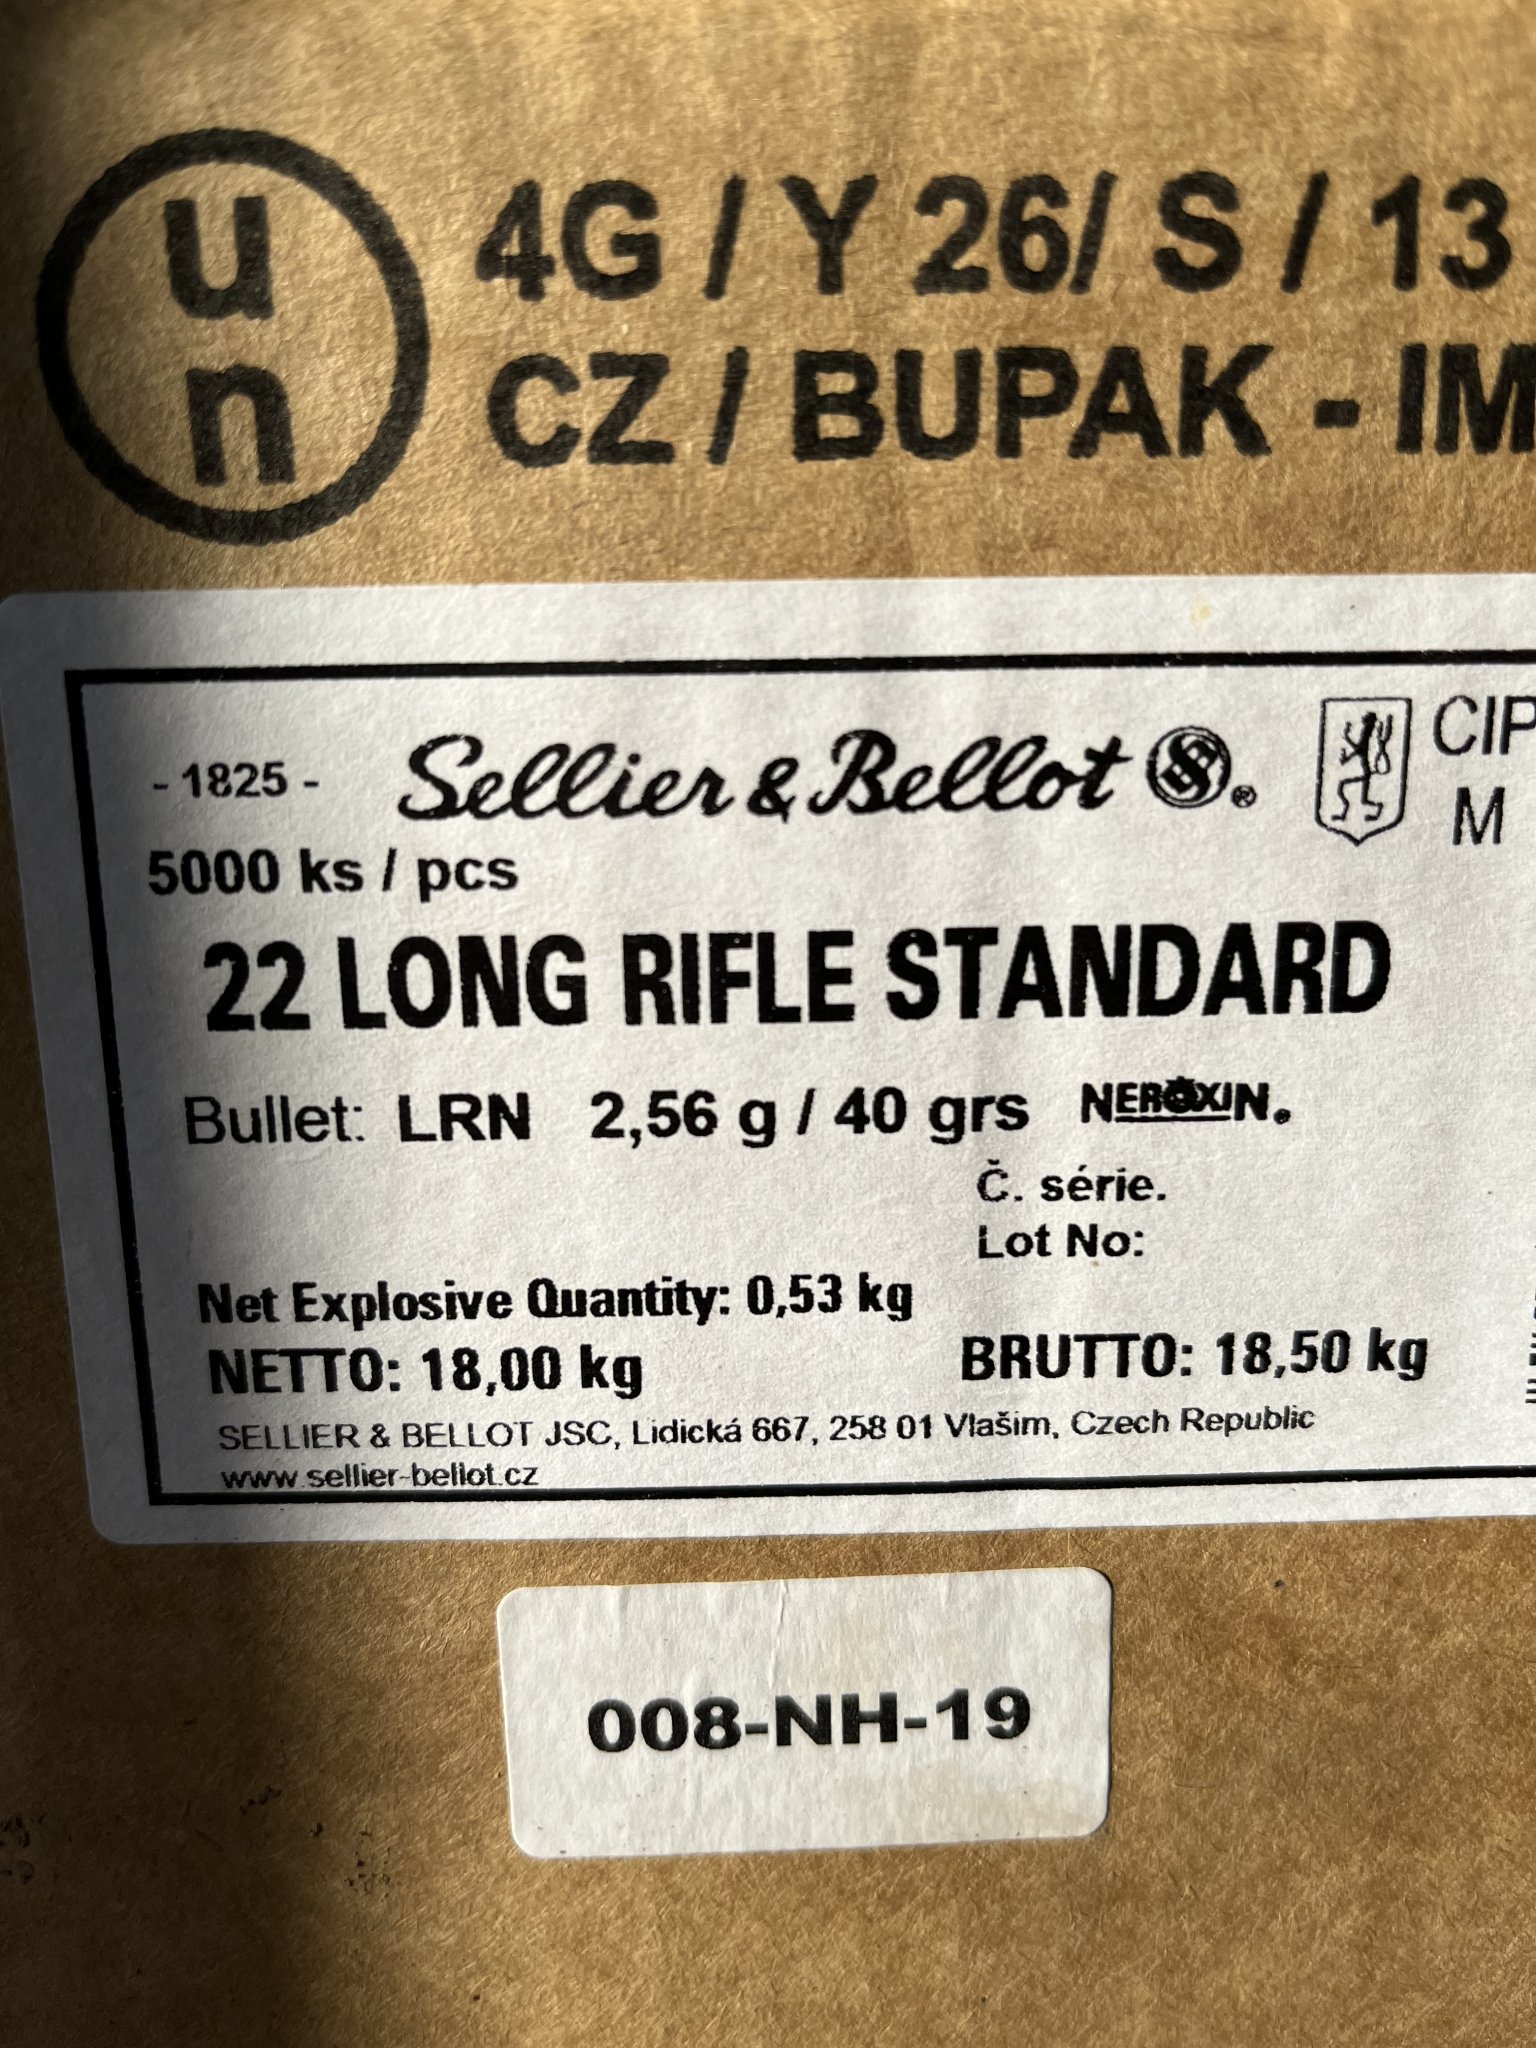 un
4G / Y 26/ S / 13
CZ / BUPAK - IM
- 1825 - Sellier & Bellot SB® CIP
M
5000 ks / pcs
22 LONG RIFLE STANDARD
Bullet: LRN 2,56 g / 40 grs NEROXIN®
Č. série.
Lot No:
Net Explosive Quantity: 0,53 kg
NETTO: 18,00 kg BRUTTO: 18,50 kg
SELLIER & BELLOT JSC, Lidická 667, 258 01 Vlašim, Czech Republic
www.sellier-bellot.cz
008-NH-19